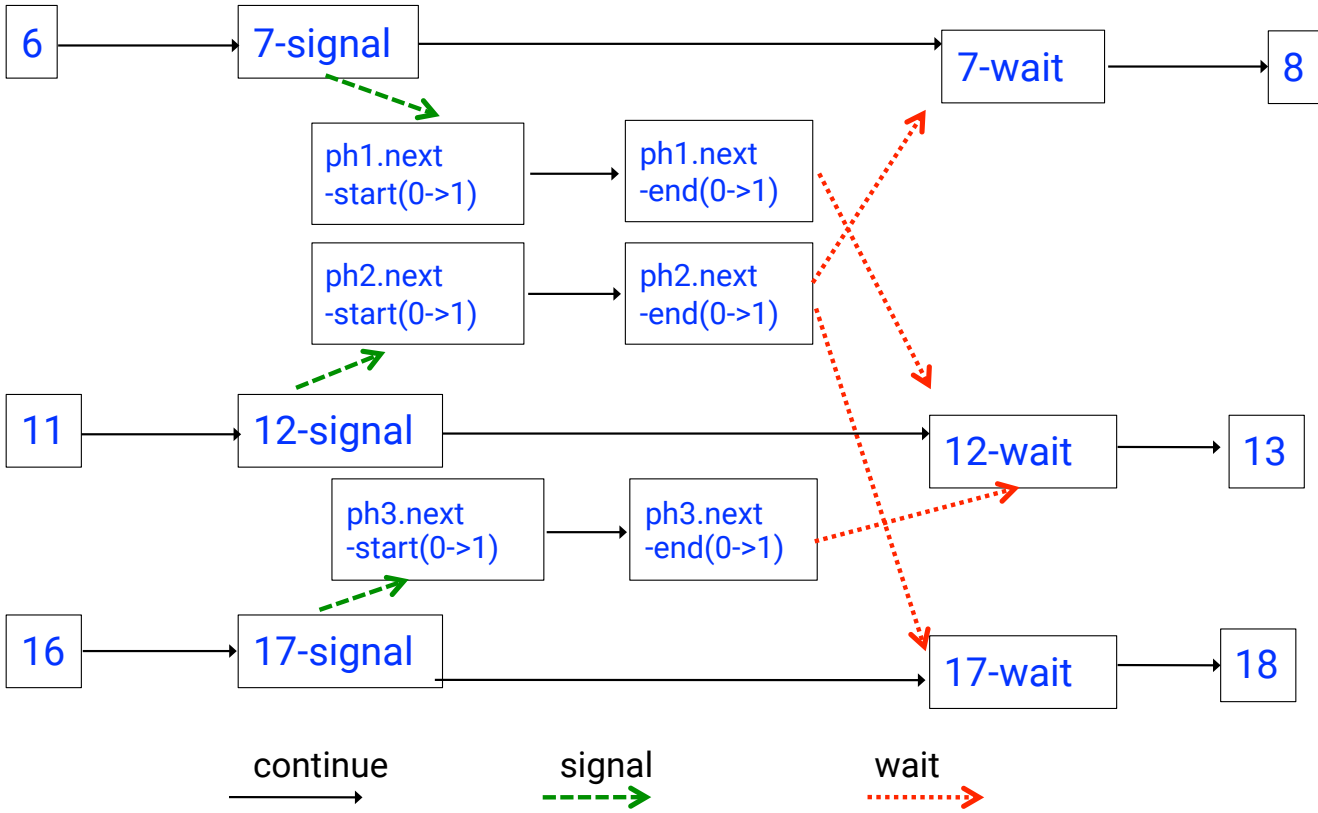 6
7-signal
7-wait
8
ph1.next
-start(0->1)
ph1.next
-end(0->1)
ph2.next
-start(0->1)
ph2.next
-end(0->1)
11
12-signal
12-wait
13
ph3.next
-start(0->1)
ph3.next
-end(0->1)
16
17-signal
17-wait
18
continue
signal
wait